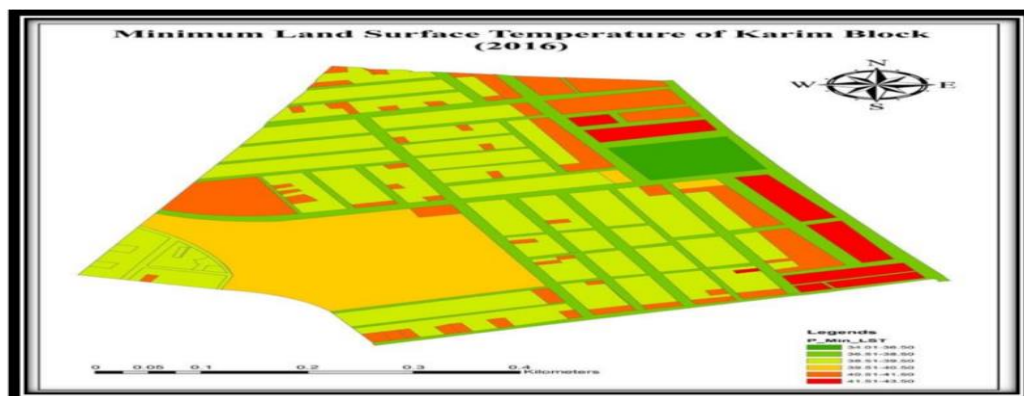 Minimum Land Surface Temperature of Karim Block
(2016)
N
W E
S
Legends
P_Min_LST
34.01-36.50
36.51-38.50
38.51-39.50
39.51-40.50
40.51-41.50
41.51-43.50
0 0.05 0.1 0.2 0.3 0.4
Kilometers